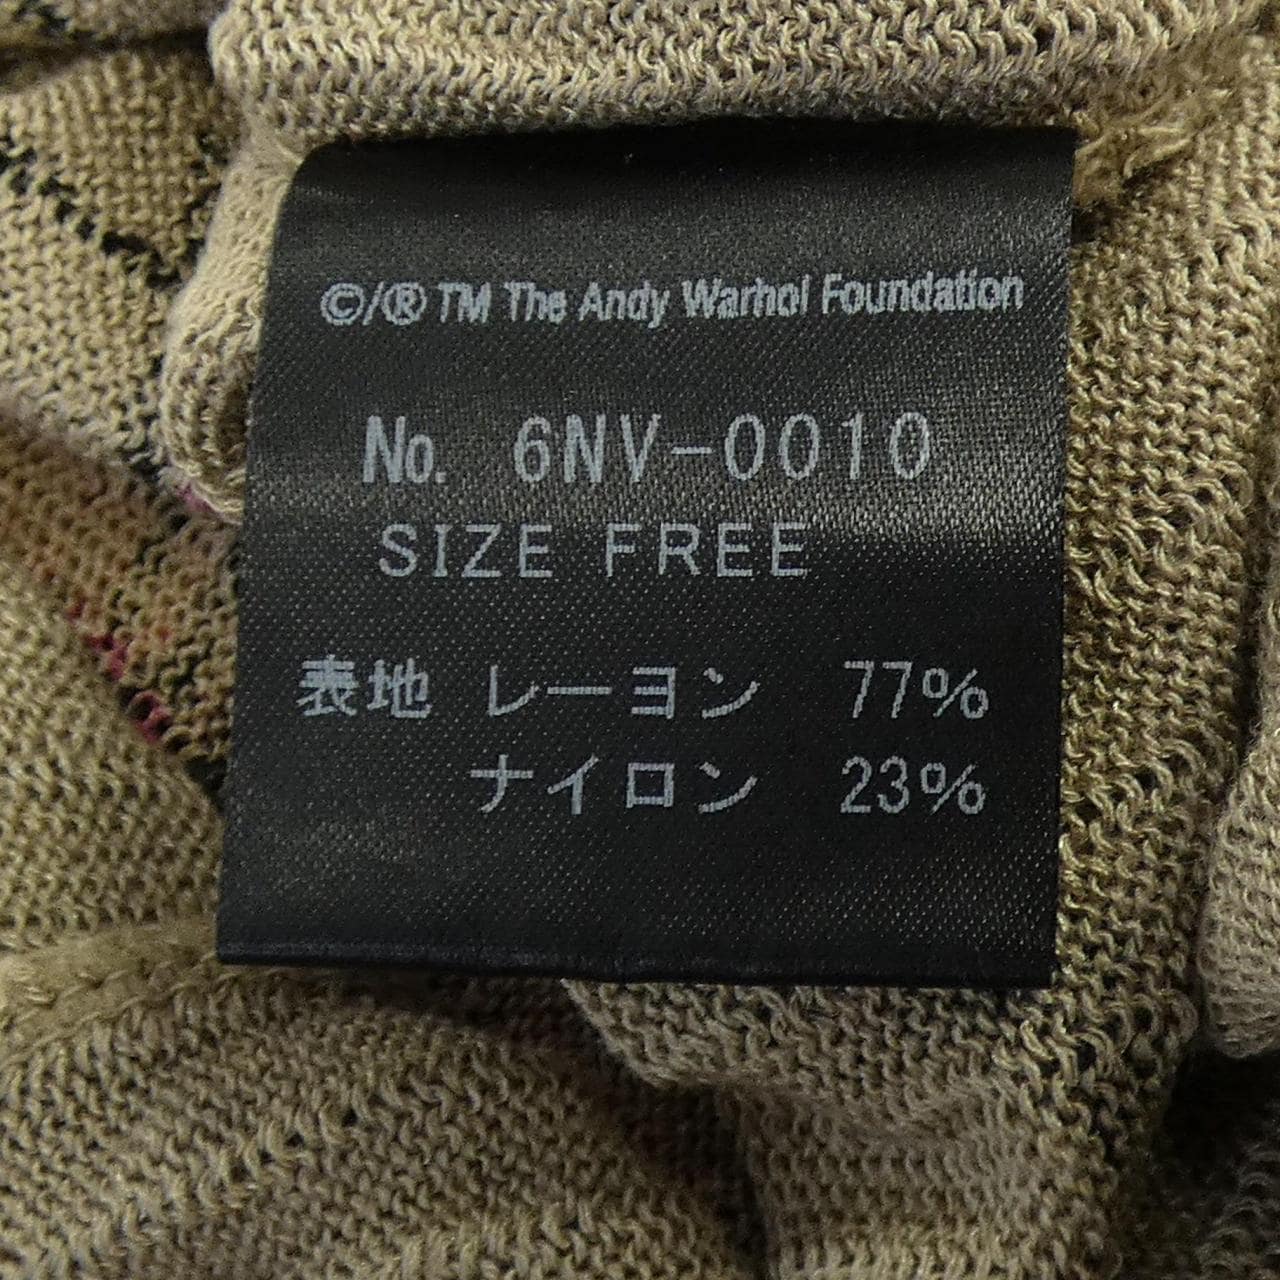 ©/® TM The Andy Warhol Foundation
No. 6NV-0010
SIZE FREE
表地 レーヨン 77%
ナイロン 23%